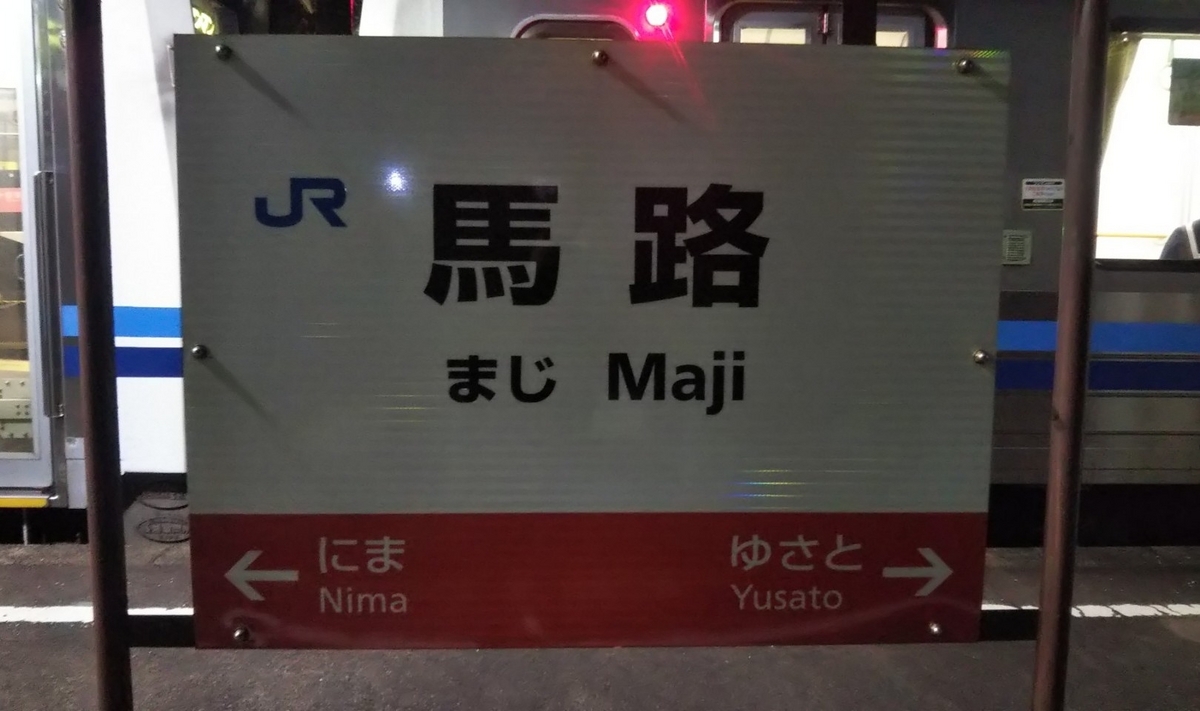 JR 馬路
まじ Maji
← にま
Nima
ゆさと →
Yusato